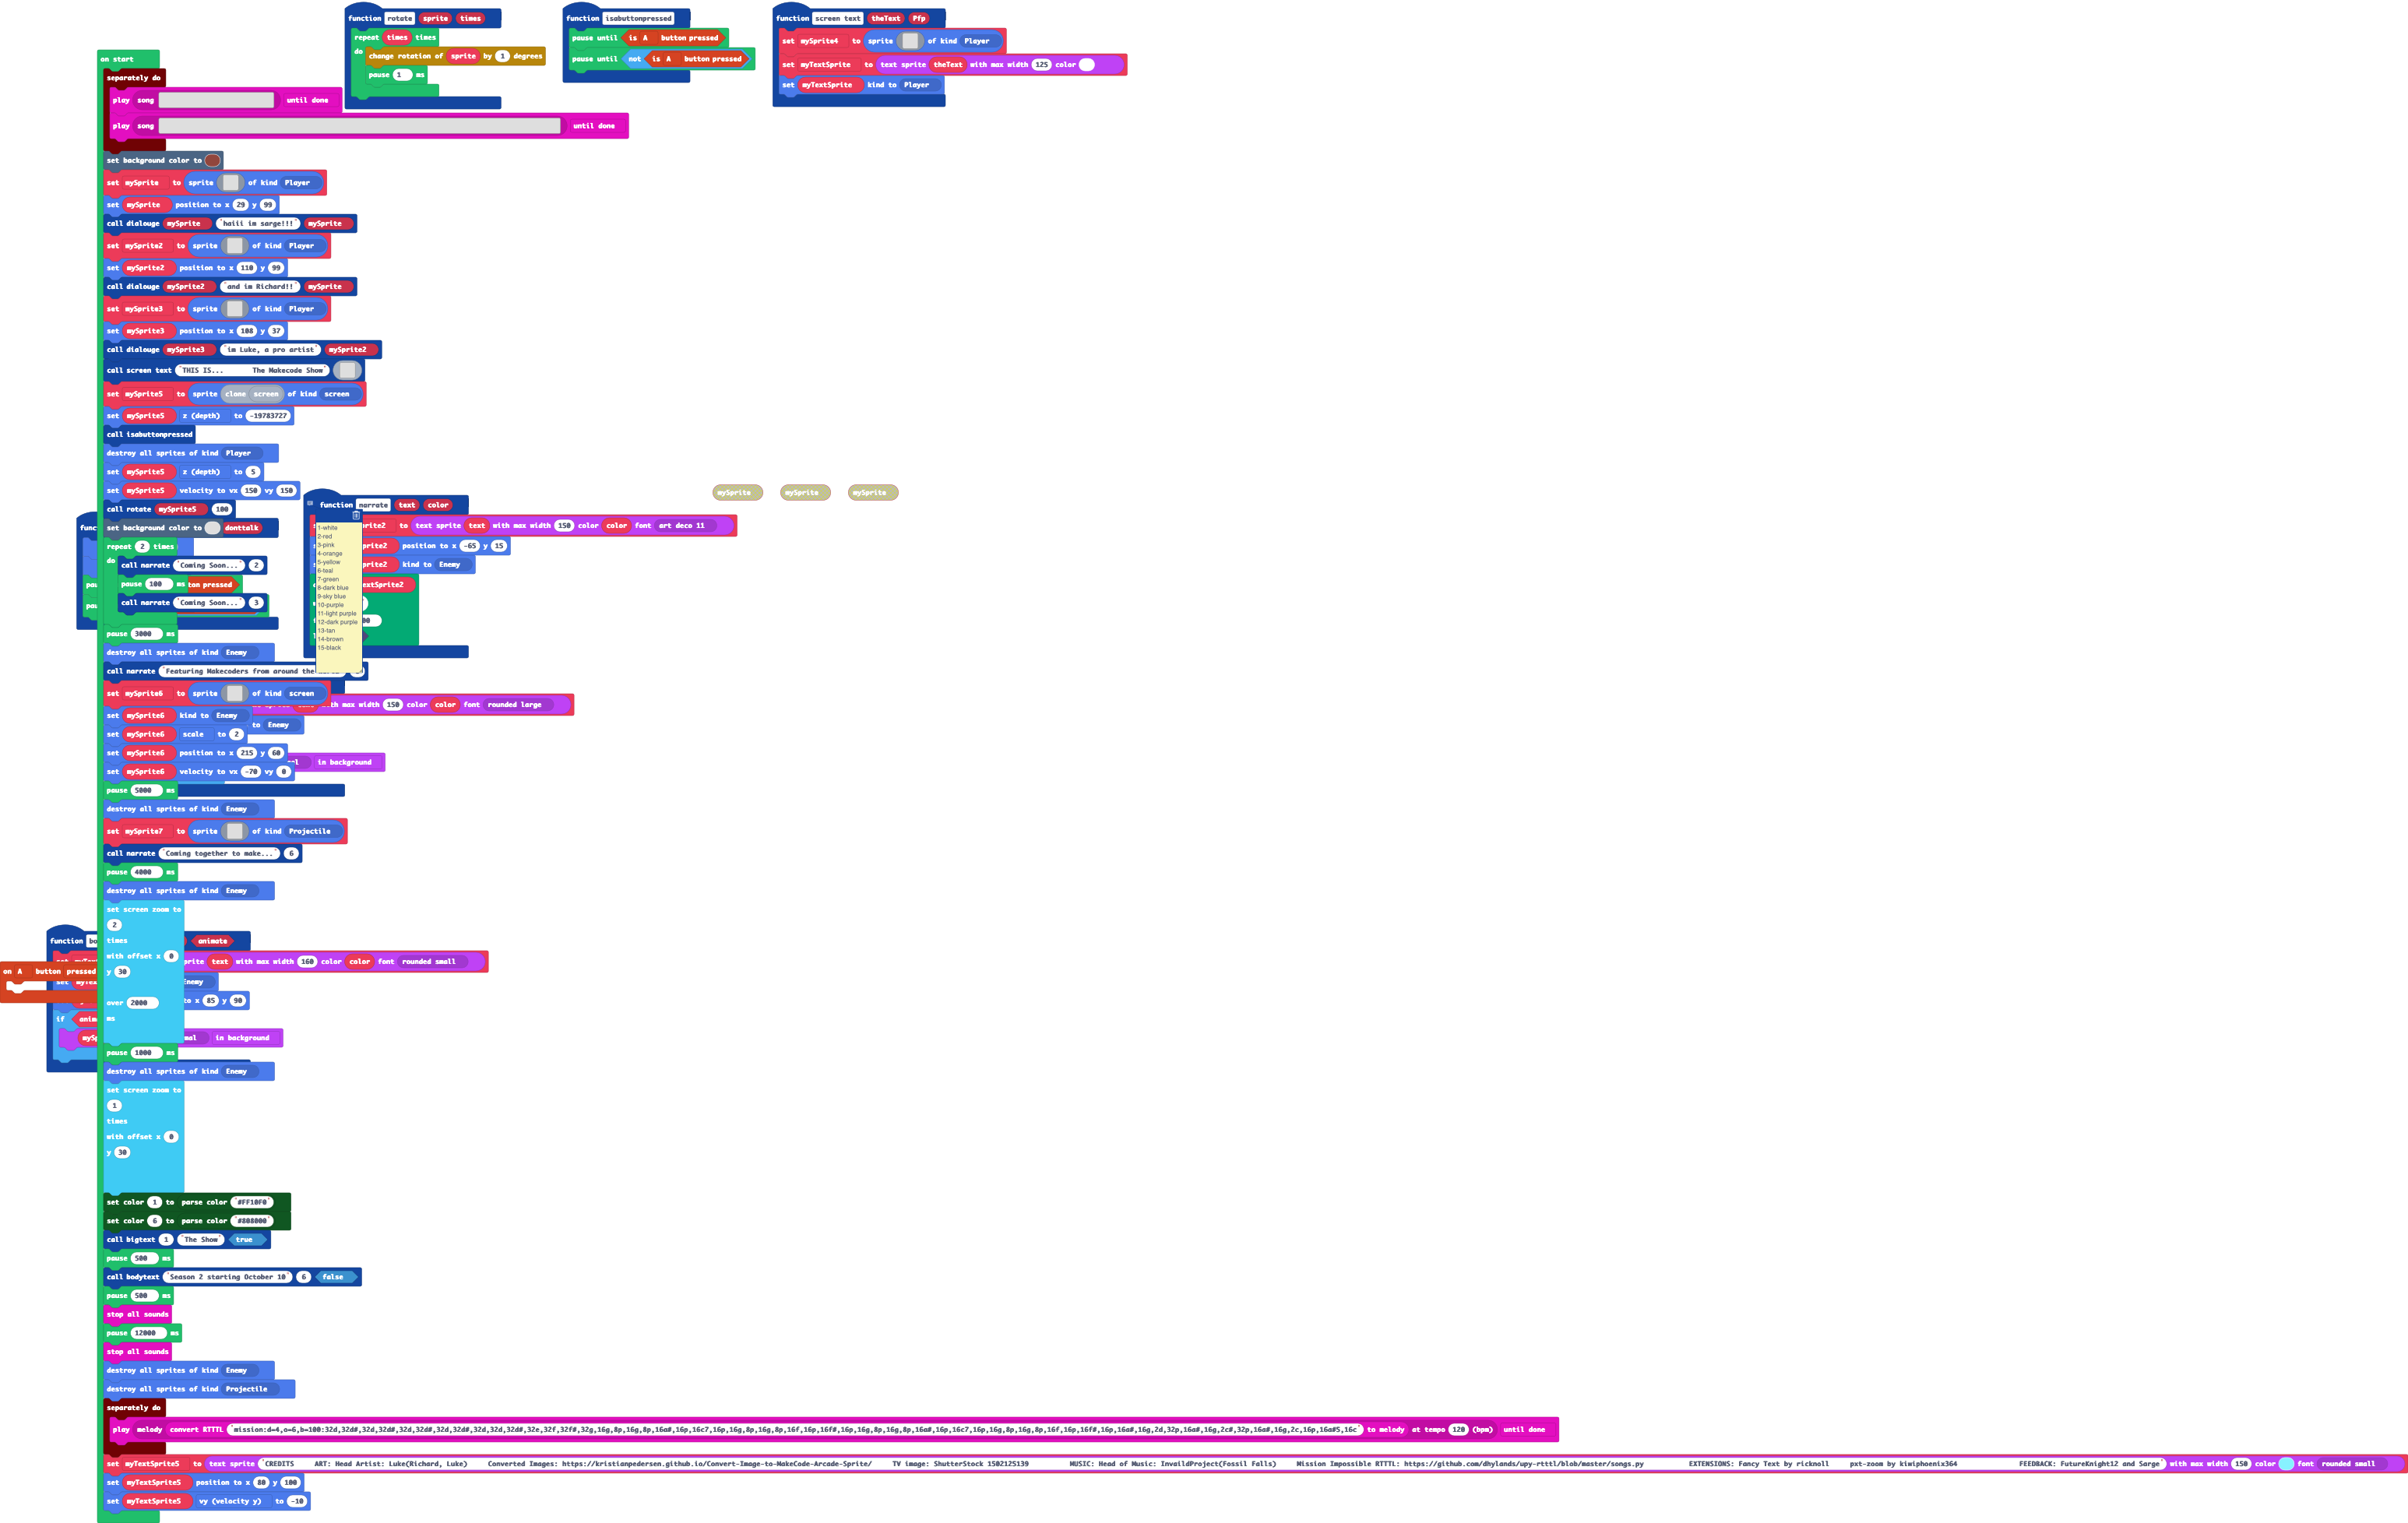 function rotate sprite times
repeat times times
do
change rotation of sprite by 1 degrees
pause 1 ms
function isabuttonpressed
pause until is A button pressed
pause until not is A button pressed
function screen text theText Pfp
set mySprite4 to sprite of kind Player
set myTextSprite to text sprite theText with max width 125 color
set myTextSprite kind to Player
on start
separately do
play song until done
play song until done
set background color to
set mySprite to sprite of kind Player
set mySprite position to x 29 y 99
call dialouge mySprite "haiii im sarge!!!" mySprite
set mySprite2 to sprite of kind Player
set mySprite2 position to x 110 y 99
call dialouge mySprite2 "and im Richard!!" mySprite
set mySprite3 to sprite of kind Player
set mySprite3 position to x 108 y 37
call dialouge mySprite3 "im Luke, a pro artist" mySprite2
call screen text "THIS IS... The Makecode Show"
set mySprite5 to sprite clone screen of kind screen
set mySprite5 z (depth) to -19783727
call isabuttonpressed
destroy all sprites of kind Player
set mySprite5 z (depth) to 5
set mySprite5 velocity to vx 150 vy 150
call rotate mySprite5 100
set background color to
donttalk
repeat 2 times
do
call narrate "Coming Soon..." 2
pause 100 ms
ton pressed
call narrate "Coming Soon..." 3
pause 3000 ms
destroy all sprites of kind Enemy
call narrate "Featuring Makecoders from around the
set mySprite6 to sprite of kind screen
with max width 150 color color font rounded large
set mySprite6 kind to Enemy
to Enemy
set mySprite6 scale to 2
set mySprite6 position to x 215 y 60
in background
set mySprite6 velocity to vx -70 vy 0
pause 5000 ms
destroy all sprites of kind Enemy
set mySprite7 to sprite of kind Projectile
call narrate "Coming together to make..." 6
pause 4000 ms
destroy all sprites of kind Enemy
set screen zoom to
2
times
with offset x 0
y 30
over 2000
ms
pause 1000 ms
destroy all sprites of kind Enemy
set screen zoom to
1
times
with offset x 0
y 30
set color 1 to parse color "#FF10F0"
set color 6 to parse color "#808000"
call bigtext 1 "The Show" true
pause 500 ms
call bodytext "Season 2 starting October 10" 6 false
pause 500 ms
stop all sounds
pause 12000 ms
stop all sounds
destroy all sprites of kind Enemy
destroy all sprites of kind Projectile
separately do
play melody convert RTTTL "mission:d=4,o=6,b=100:32d,32d#,32d,32d#,32d,32d#,32d,32d#,32d,32d,32d#,32e,32f,32f#,32g,16g,8p,16g,8p,16a#,16p,16c7,16p,16g,8p,16g,8p,16f,16p,16f#,16p,16g,8p,16g,8p,16a#,16p,16c7,16p,16g,8p,16g,8p,16f,16p,16f#,16p,16a#,16g,2d,32p,16a#,16g,2c#,32p,16a#,16g,2c,16p,16a#5,16c" to melody at tempo 120 (bpm) until done
set myTextSprite5 to text sprite "CREDITS ART: Head Artist: Luke(Richard, Luke) Converted Images: https://kristianpedersen.github.io/Convert-Image-to-MakeCode-Arcade-Sprite/ TV image: ShutterStock 1502125139 MUSIC: Head of Music: InvaildProject(Fossil Falls) Mission Impossible RTTTL: https://github.com/dhylands/upy-rtttl/blob/master/songs.py EXTENSIONS: Fancy Text by ricknoll pxt-zoom by kiwiphoenix364 FEEDBACK: FutureKnight12 and Sarge" with max width 150 color font rounded small
set myTextSprite5 position to x 80 y 100
set myTextSprite5 vy (velocity y) to -10
mySprite mySprite mySprite
function narrate text color
to text sprite text with max width 150 color color font art deco 11
position to x -65 y 15
kind to Enemy
1-white
2-red
3-pink
4-orange
5-yellow
6-teal
7-green
8-dark blue
9-sky blue
10-purple
11-light purple
12-dark purple
13-tan
14-brown
15-black
function animate
text with max width 160 color color font rounded small
on A button pressed
to x 85 y 90
if
in background